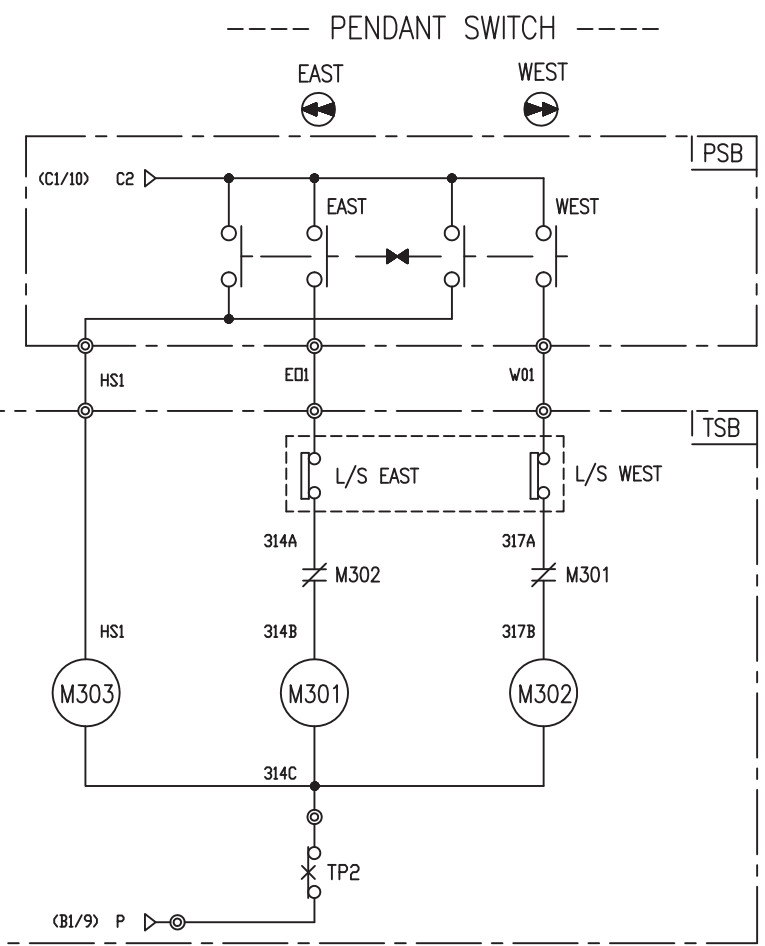 PENDANT SWITCH
EAST WEST
PSB
(C1/10) C2
EAST WEST
HS1 E01 W01
TSB
L/S EAST L/S WEST
314A 317A
M302 M301
HS1 314B 317B
M303 M301 M302
314C
TP2
(B1/9) P